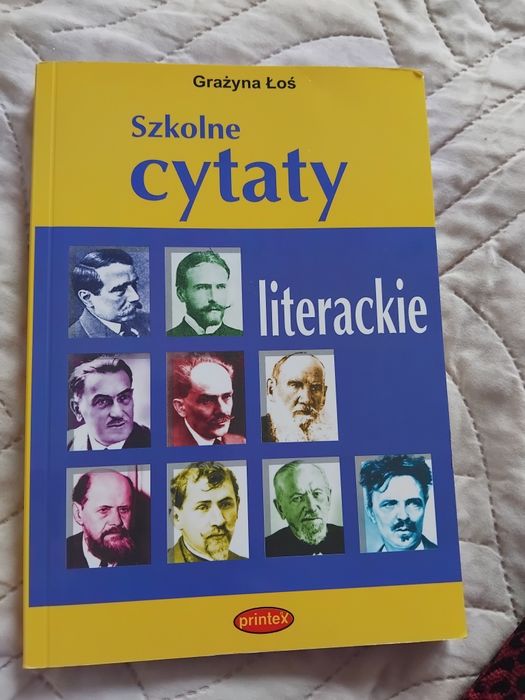 Grażyna Łoś
Szkolne
cytaty
literackie
printex